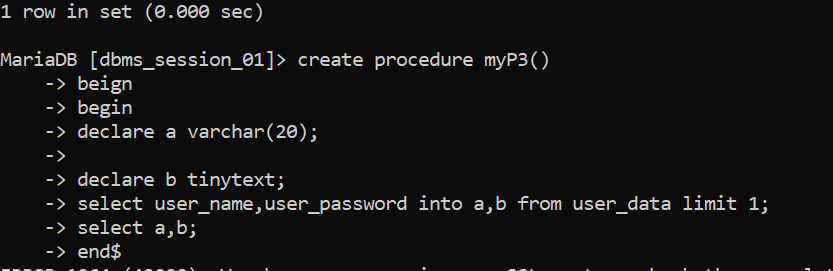 1 row in set (0.000 sec)
MariaDB [dbms_session_01]> create procedure myP3()
-> beign
-> begin
-> declare a varchar(20);
->
-> declare b tinytext;
-> select user_name,user_password into a,b from user_data limit 1;
-> select a,b;
-> end$